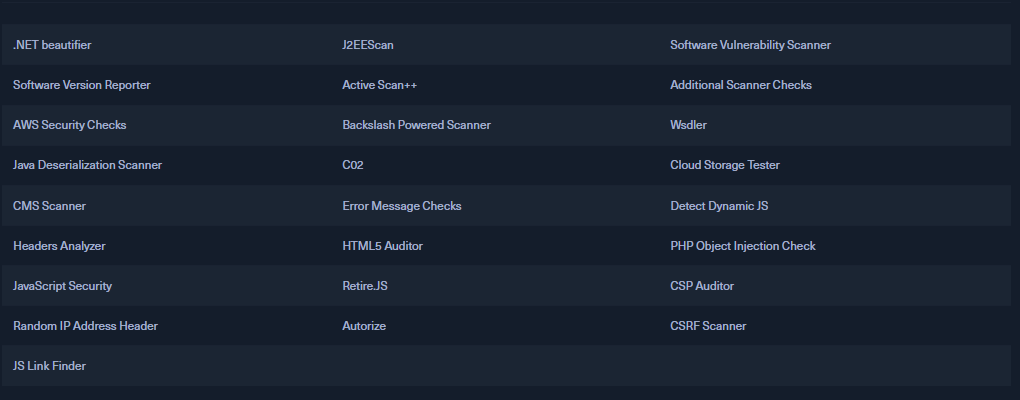 .NET beautifier J2EEScan Software Vulnerability Scanner
Software Version Reporter Active Scan++ Additional Scanner Checks
AWS Security Checks Backslash Powered Scanner Wsdler
Java Deserialization Scanner C02 Cloud Storage Tester
CMS Scanner Error Message Checks Detect Dynamic JS
Headers Analyzer HTML5 Auditor PHP Object Injection Check
JavaScript Security Retire.JS CSP Auditor
Random IP Address Header Autorize CSRF Scanner
JS Link Finder